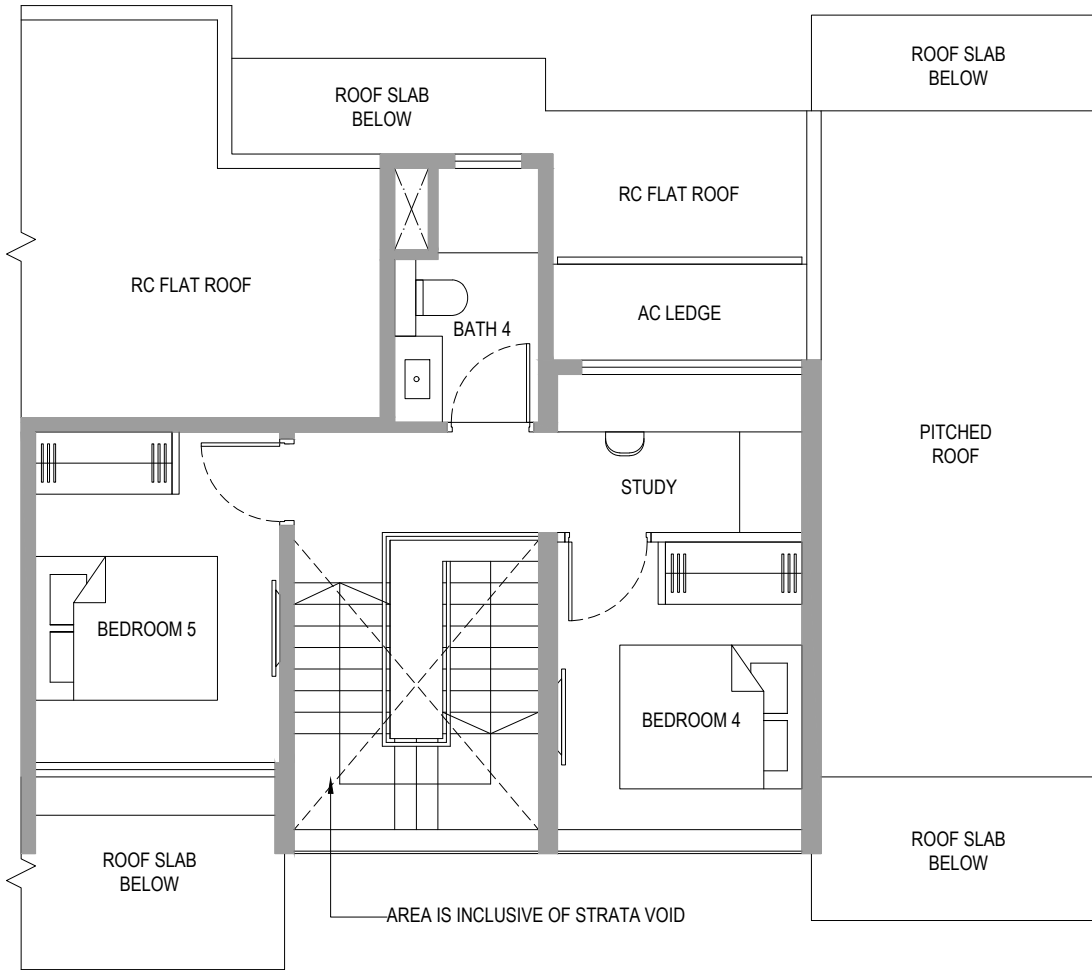 ROOF SLAB
BELOW
ROOF SLAB
BELOW
RC FLAT ROOF
RC FLAT ROOF
AC LEDGE
BATH 4
PITCHED
ROOF
STUDY
BEDROOM 5
BEDROOM 4
ROOF SLAB
BELOW
ROOF SLAB
BELOW
AREA IS INCLUSIVE OF STRATA VOID